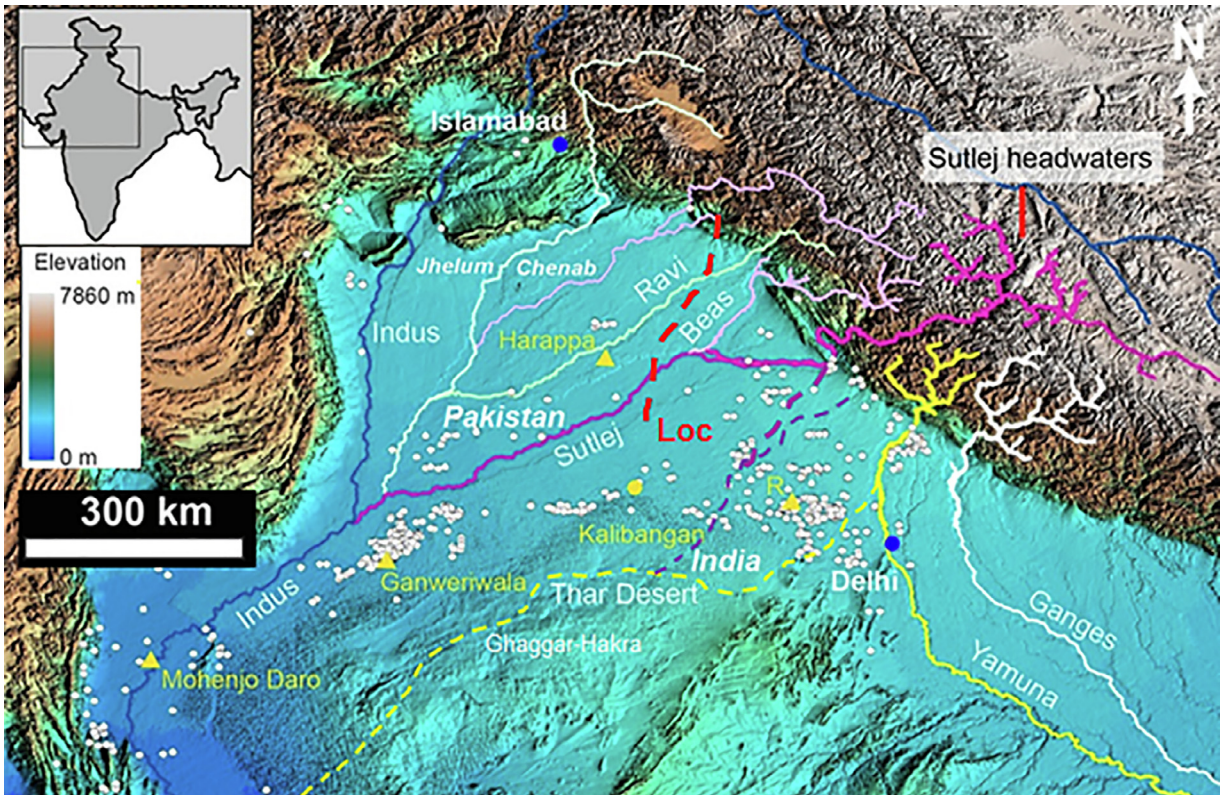 N
Islamabad
Sutlej headwaters
Elevation
7860 m
0 m
Jhelum
Chenab
Ravi
Indus
Beas
Harappa
Pakistan
Loc
Sutlej
300 km
R
Kalibangan
India
Ganwenwala
Delhi
Indus
Thar Desert
Ganges
Ghaggar-Hakra
Mohenjo Daro
Yamuna